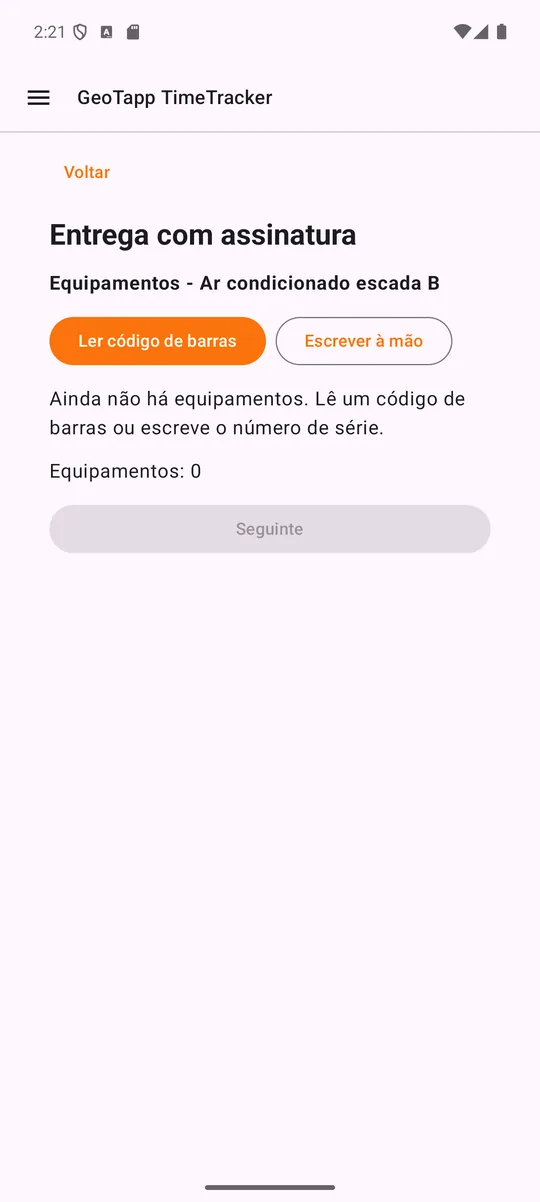 2:21
GeoTapp TimeTracker
Voltar
Entrega com assinatura
Equipamentos - Ar condicionado escada B
Ler código de barras
Escrever à mão
Ainda não há equipamentos. Lê um código de
barras ou escreve o número de série.
Equipamentos: 0
Seguinte